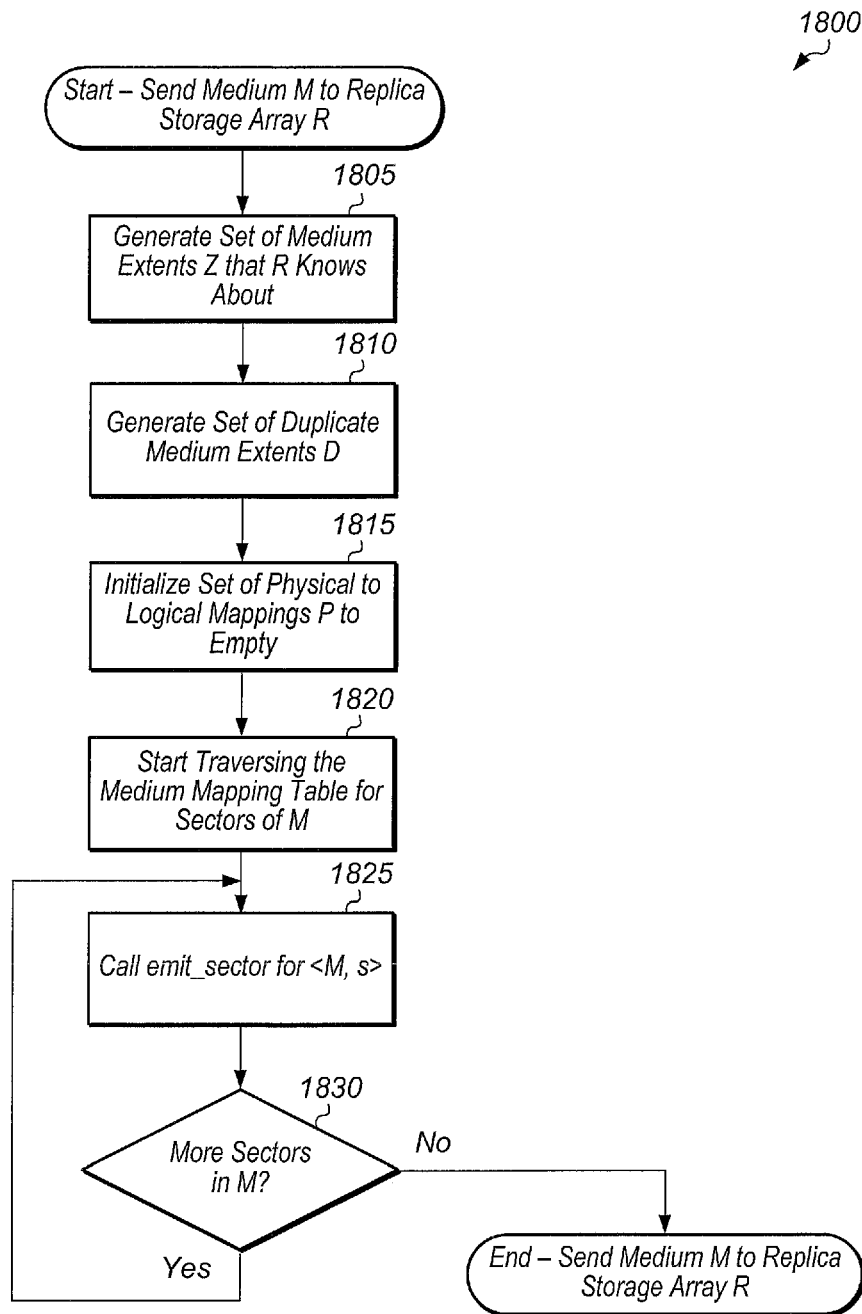 1800
Start – Send Medium M to Replica
Storage Array R
1805
Generate Set of Medium
Extents Z that R Knows
About
1810
Generate Set of Duplicate
Medium Extents D
1815
Initialize Set of Physical to
Logical Mappings P to
Empty
1820
Start Traversing the
Medium Mapping Table for
Sectors of M
1825
Call emit_sector for <M, s>
1830
More Sectors
in M?
No
Yes
End – Send Medium M to Replica
Storage Array R